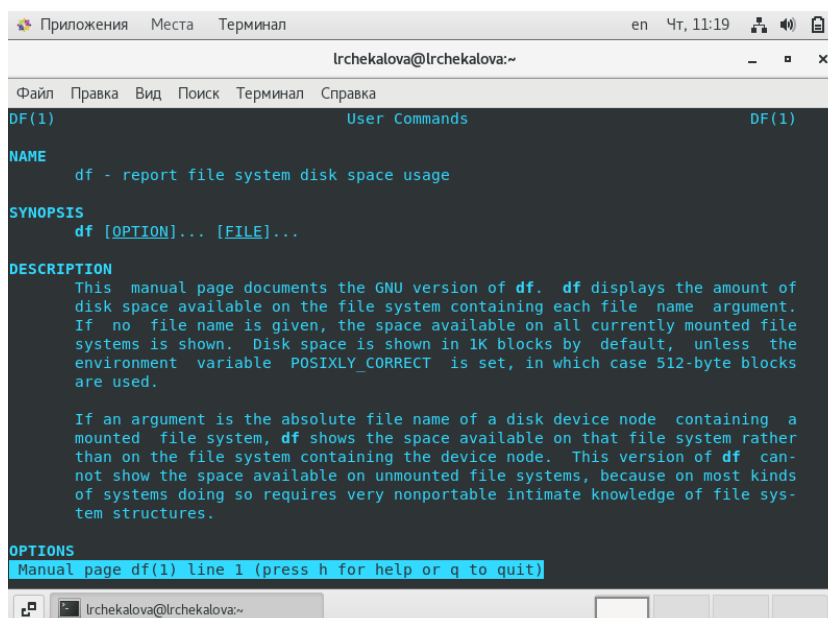 Приложения Места Терминал en Чт, 11:19
lrchekalova@lrchekalova:~
Файл Правка Вид Поиск Терминал Справка
DF(1) User Commands DF(1)
NAME
df - report file system disk space usage
SYNOPSIS
df [OPTION]... [FILE]...
DESCRIPTION
This manual page documents the GNU version of df. df displays the amount of
disk space available on the file system containing each file name argument.
If no file name is given, the space available on all currently mounted file
systems is shown. Disk space is shown in 1K blocks by default, unless the
environment variable POSIXLY_CORRECT is set, in which case 512-byte blocks
are used.
If an argument is the absolute file name of a disk device node containing a
mounted file system, df shows the space available on that file system rather
than on the file system containing the device node. This version of df can-
not show the space available on unmounted file systems, because on most kinds
of systems doing so requires very nonportable intimate knowledge of file sys-
tem structures.
OPTIONS
Manual page df(1) line 1 (press h for help or q to quit)
lrchekalova@lrchekalova:~